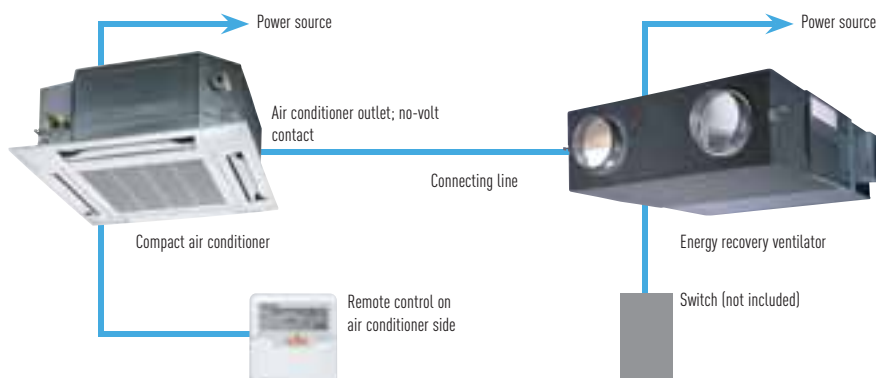 Power source
Power source
Air conditioner outlet; no-volt
contact
Connecting line
Compact air conditioner
Energy recovery ventilator
Remote control on
air conditioner side
Switch (not included)